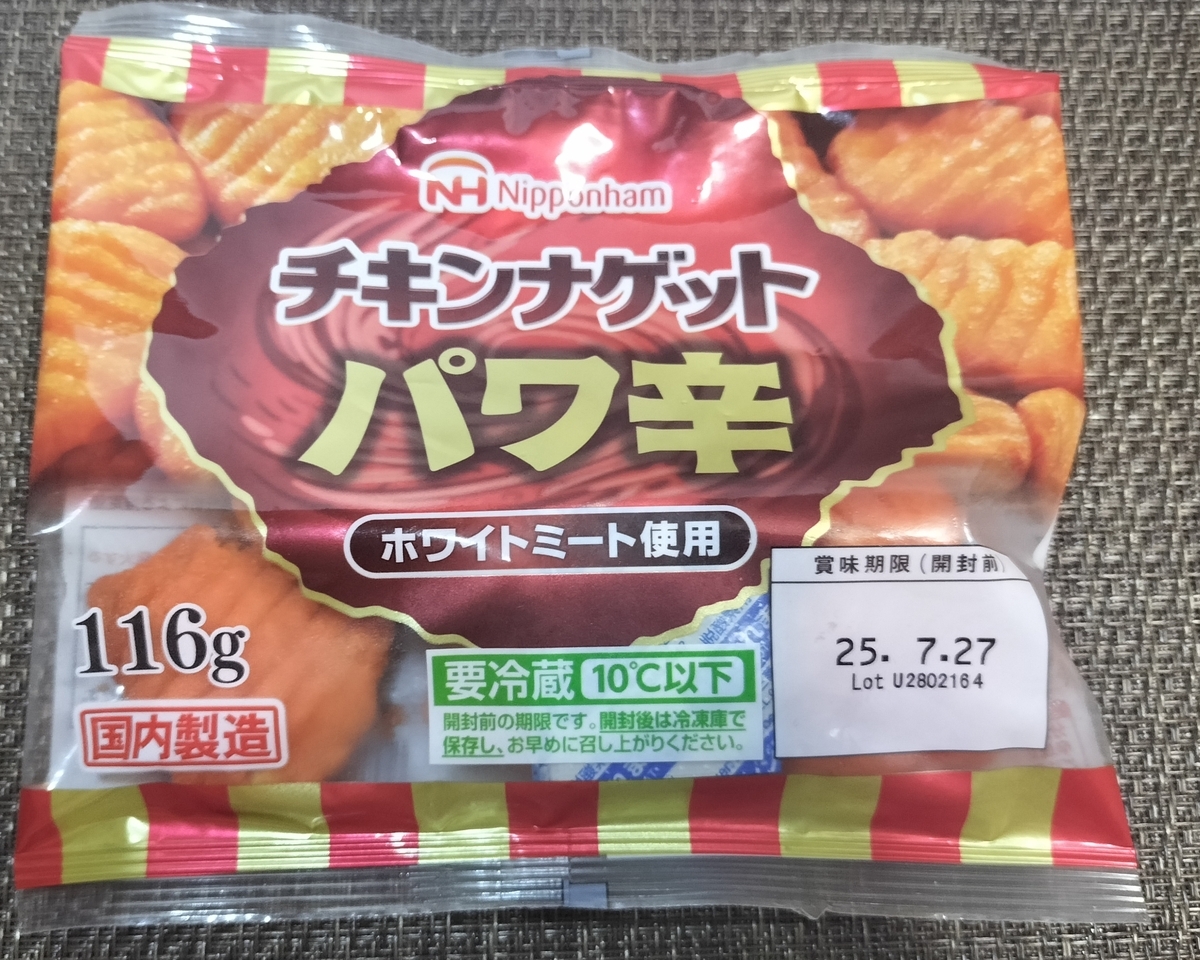 NH Nipponham
チキンナゲット
パワ辛
ホワイトミート使用
116g
国内製造
要冷蔵 10℃以下
開封前の期限です。開封後は冷凍庫で
保存し、お早めに召し上がりください。
賞味期限(開封前)
25. 7.27
Lot U2802164